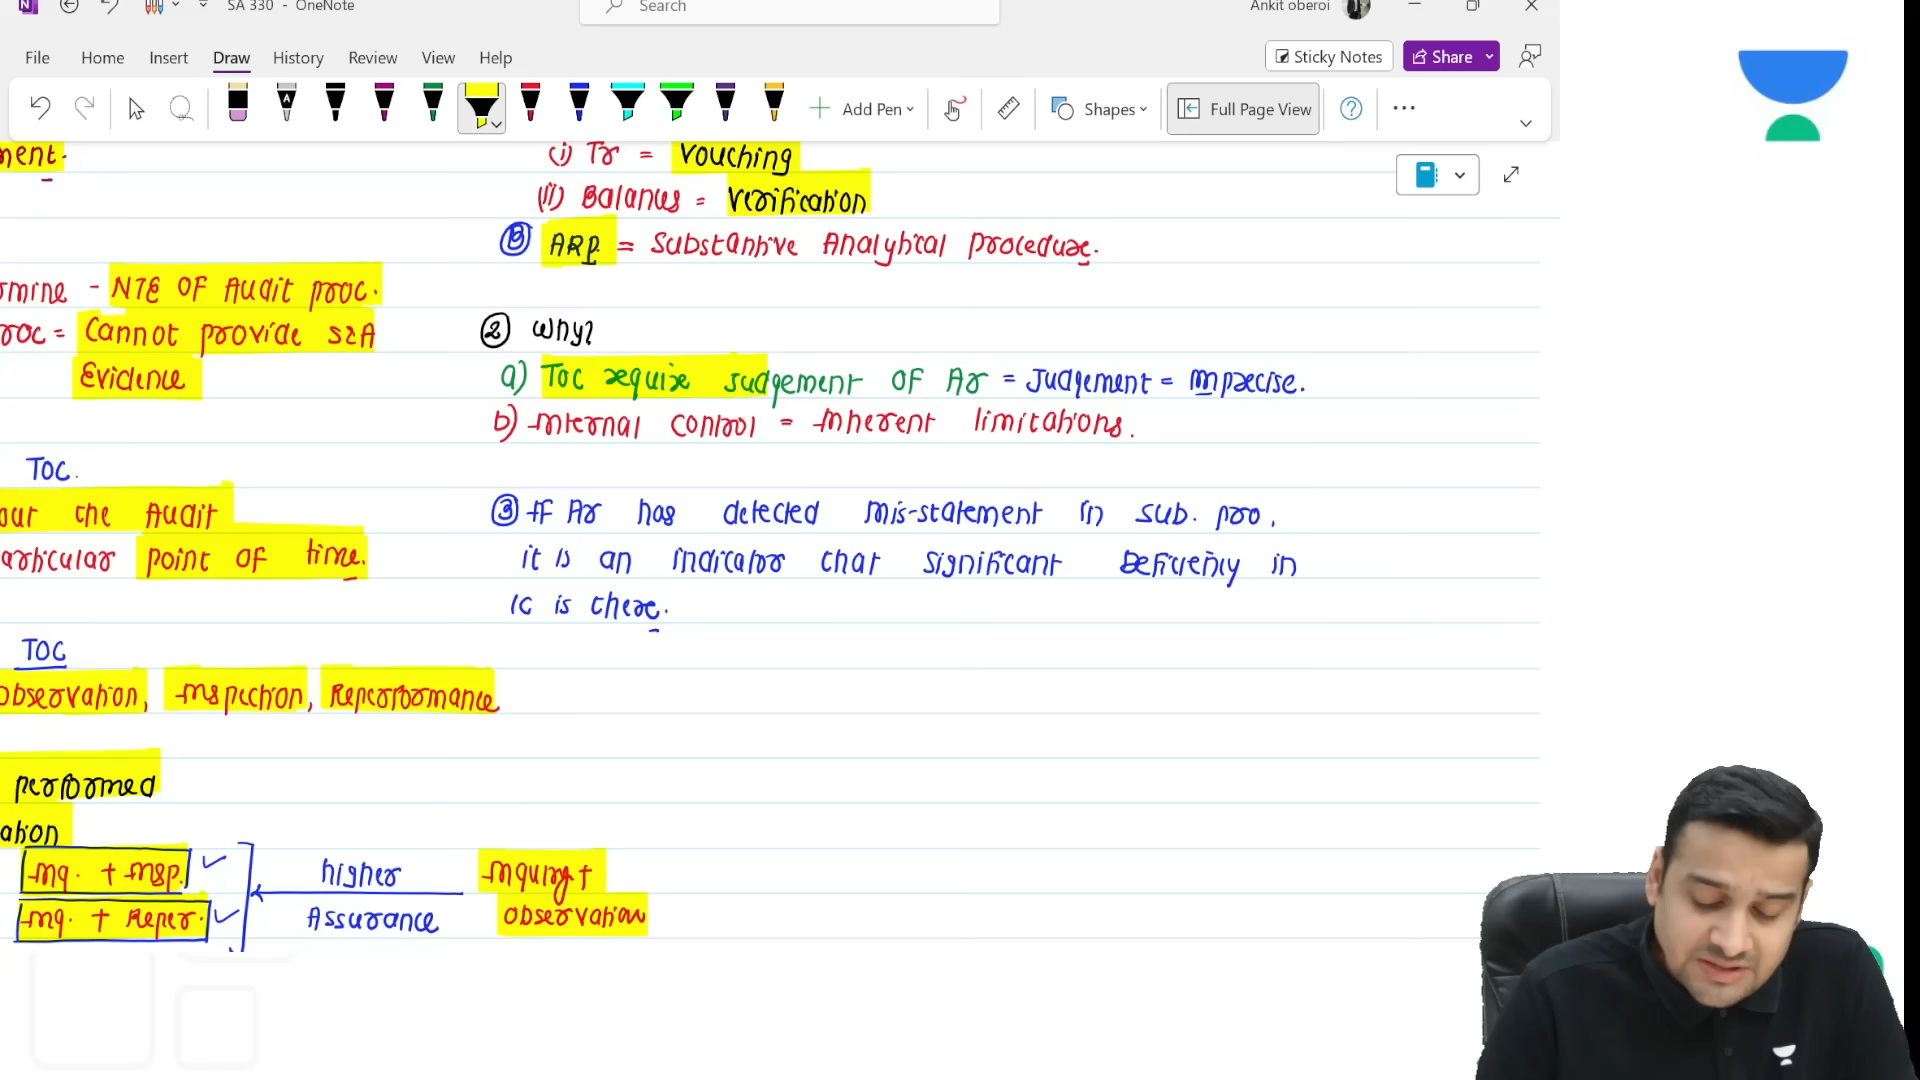 SA 330 - OneNote
Search
Ankit oberoi
File Home Insert Draw History Review View Help
Sticky Notes Share
Add Pen Shapes Full Page View
(i) Tr = Vouching
(ii) Balances = Verification
B ARP = Substantive Analytical procedure.
- NTE OF Audit proc.
= Cannot provide S&A
Evidence
② Why?
a) TOC require judgement OF Ar = Judgement = Imprecise.
b) Internal control = Inherent limitations.
TOC.
the Audit
③ If Ar has detected mis-statement in sub. pro,
point OF time.
it is an indicator that significant Deficiency in
IC is there.
TOC
observation, Inspection, Reperformance
performed
Inq. + Insp.
Inq. + Reper.
higher
Assurance
Inquiry +
observation